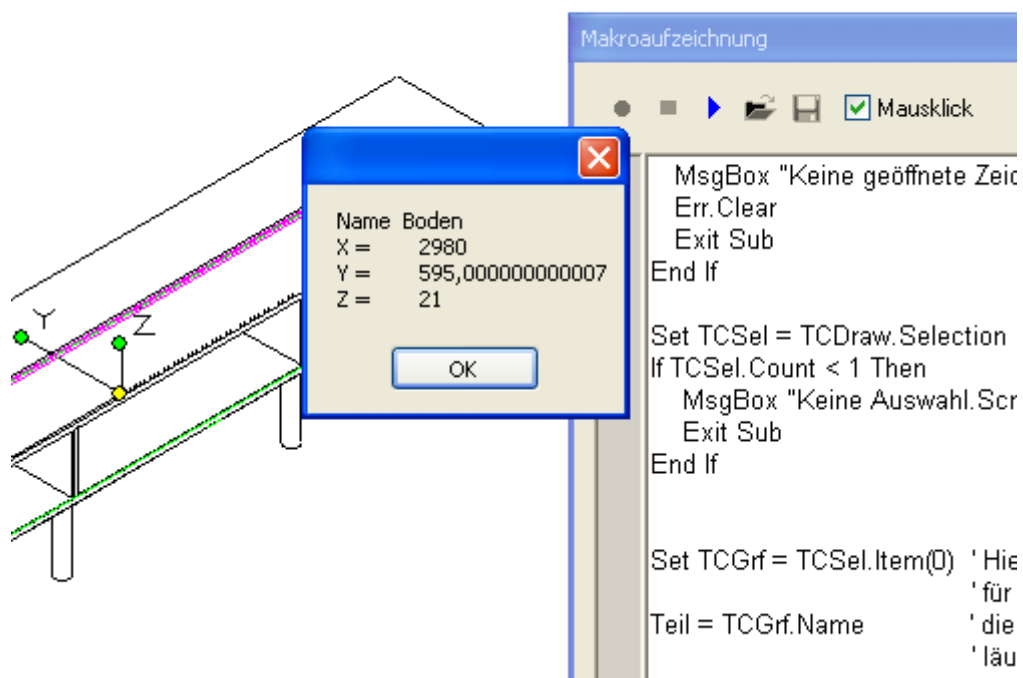 Makroaufzeichnung
Mausklick
Name Boden
X = 2980
Y = 595,000000000007
Z = 21
OK
Y
Z
MsgBox "Keine geöffnete
Err.Clear
Exit Sub
End If
Set TCSel = TCDraw.Selection
If TCSel.Count < 1 Then
MsgBox "Keine Auswahl.Scr
Exit Sub
End If
Set TCGrf = TCSel.Item(0) ' Hie
' für
Teil = TCGrf.Name ' die
' läu